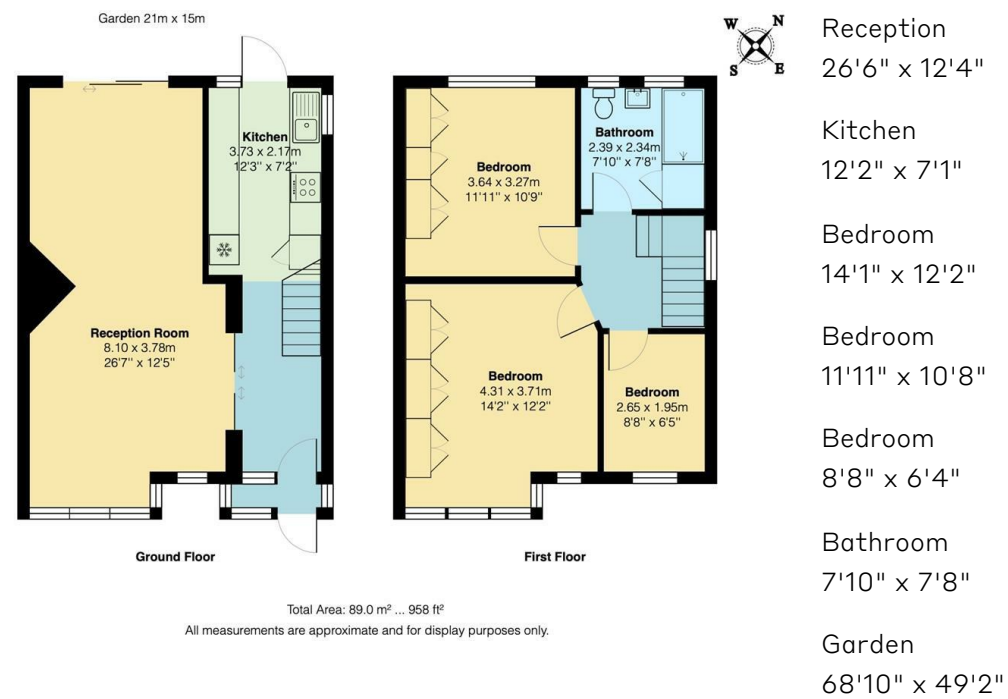 Garden 21m x 15m
Kitchen
3.73 x 2.17m
12'3" x 7'2"
Reception Room
8.10 x 3.78m
26'7" x 12'5"
Ground Floor
W N
S E
Bedroom
3.64 x 3.27m
11'11" x 10'9"
Bathroom
2.39 x 2.34m
7'10" x 7'8"
Bedroom
4.31 x 3.71m
14'2" x 12'2"
Bedroom
2.65 x 1.95m
8'8" x 6'5"
First Floor
Total Area: 89.0 m² ... 958 ft²
All measurements are approximate and for display purposes only.
Reception
26'6" x 12'4"
Kitchen
12'2" x 7'1"
Bedroom
14'1" x 12'2"
Bedroom
11'11" x 10'8"
Bedroom
8'8" x 6'4"
Bathroom
7'10" x 7'8"
Garden
68'10" x 49'2"